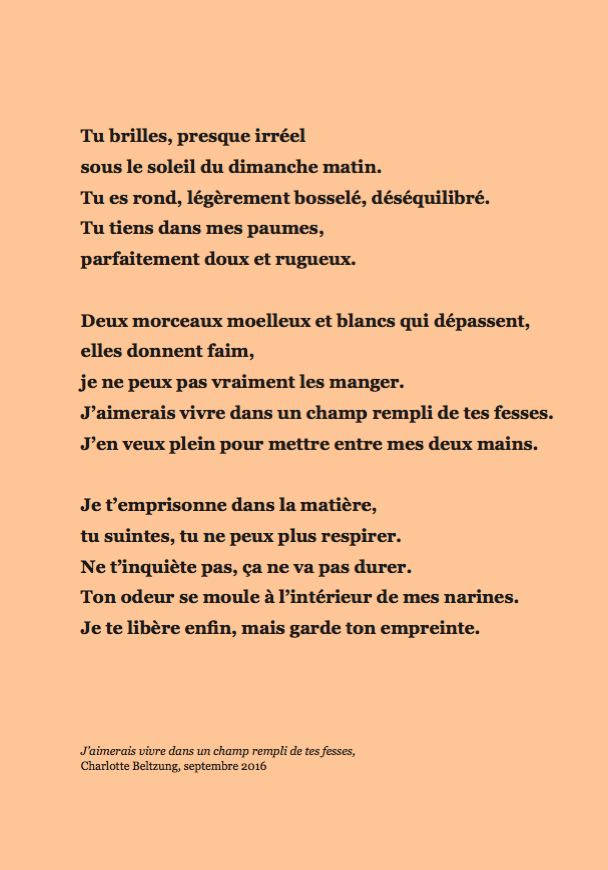 Tu brilles, presque irréel
sous le soleil du dimanche matin.
Tu es rond, légèrement bosselé, déséquilibré.
Tu tiens dans mes paumes,
parfaitement doux et rugueux.
Deux morceaux moelleux et blancs qui dépassent,
elles donnent faim,
je ne peux pas vraiment les manger.
J’aimerais vivre dans un champ rempli de tes fesses.
J’en veux plein pour mettre entre mes deux mains.
Je t’emprisonne dans la matière,
tu suintes, tu ne peux plus respirer.
Ne t’inquiète pas, ça ne va pas durer.
Ton odeur se moule à l’intérieur de mes narines.
Je te libère enfin, mais garde ton empreinte.
J’aimerais vivre dans un champ rempli de tes fesses,
Charlotte Beltzung, septembre 2016